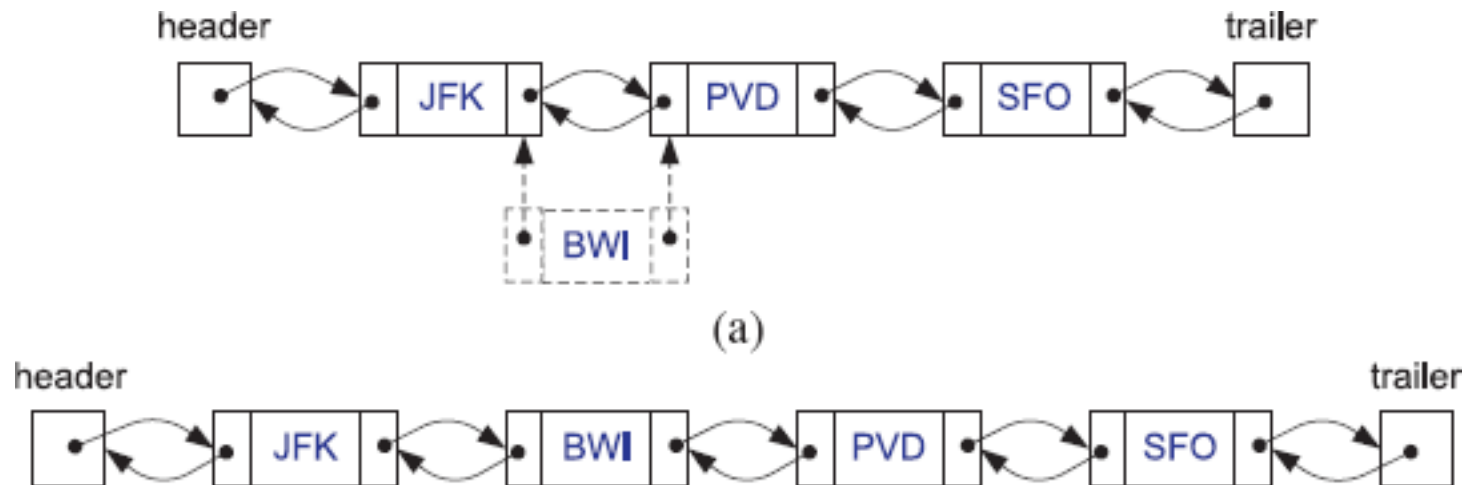 header trailer
JFK PVD SFO
BWI
(a)
header trailer
JFK BWI PVD SFO